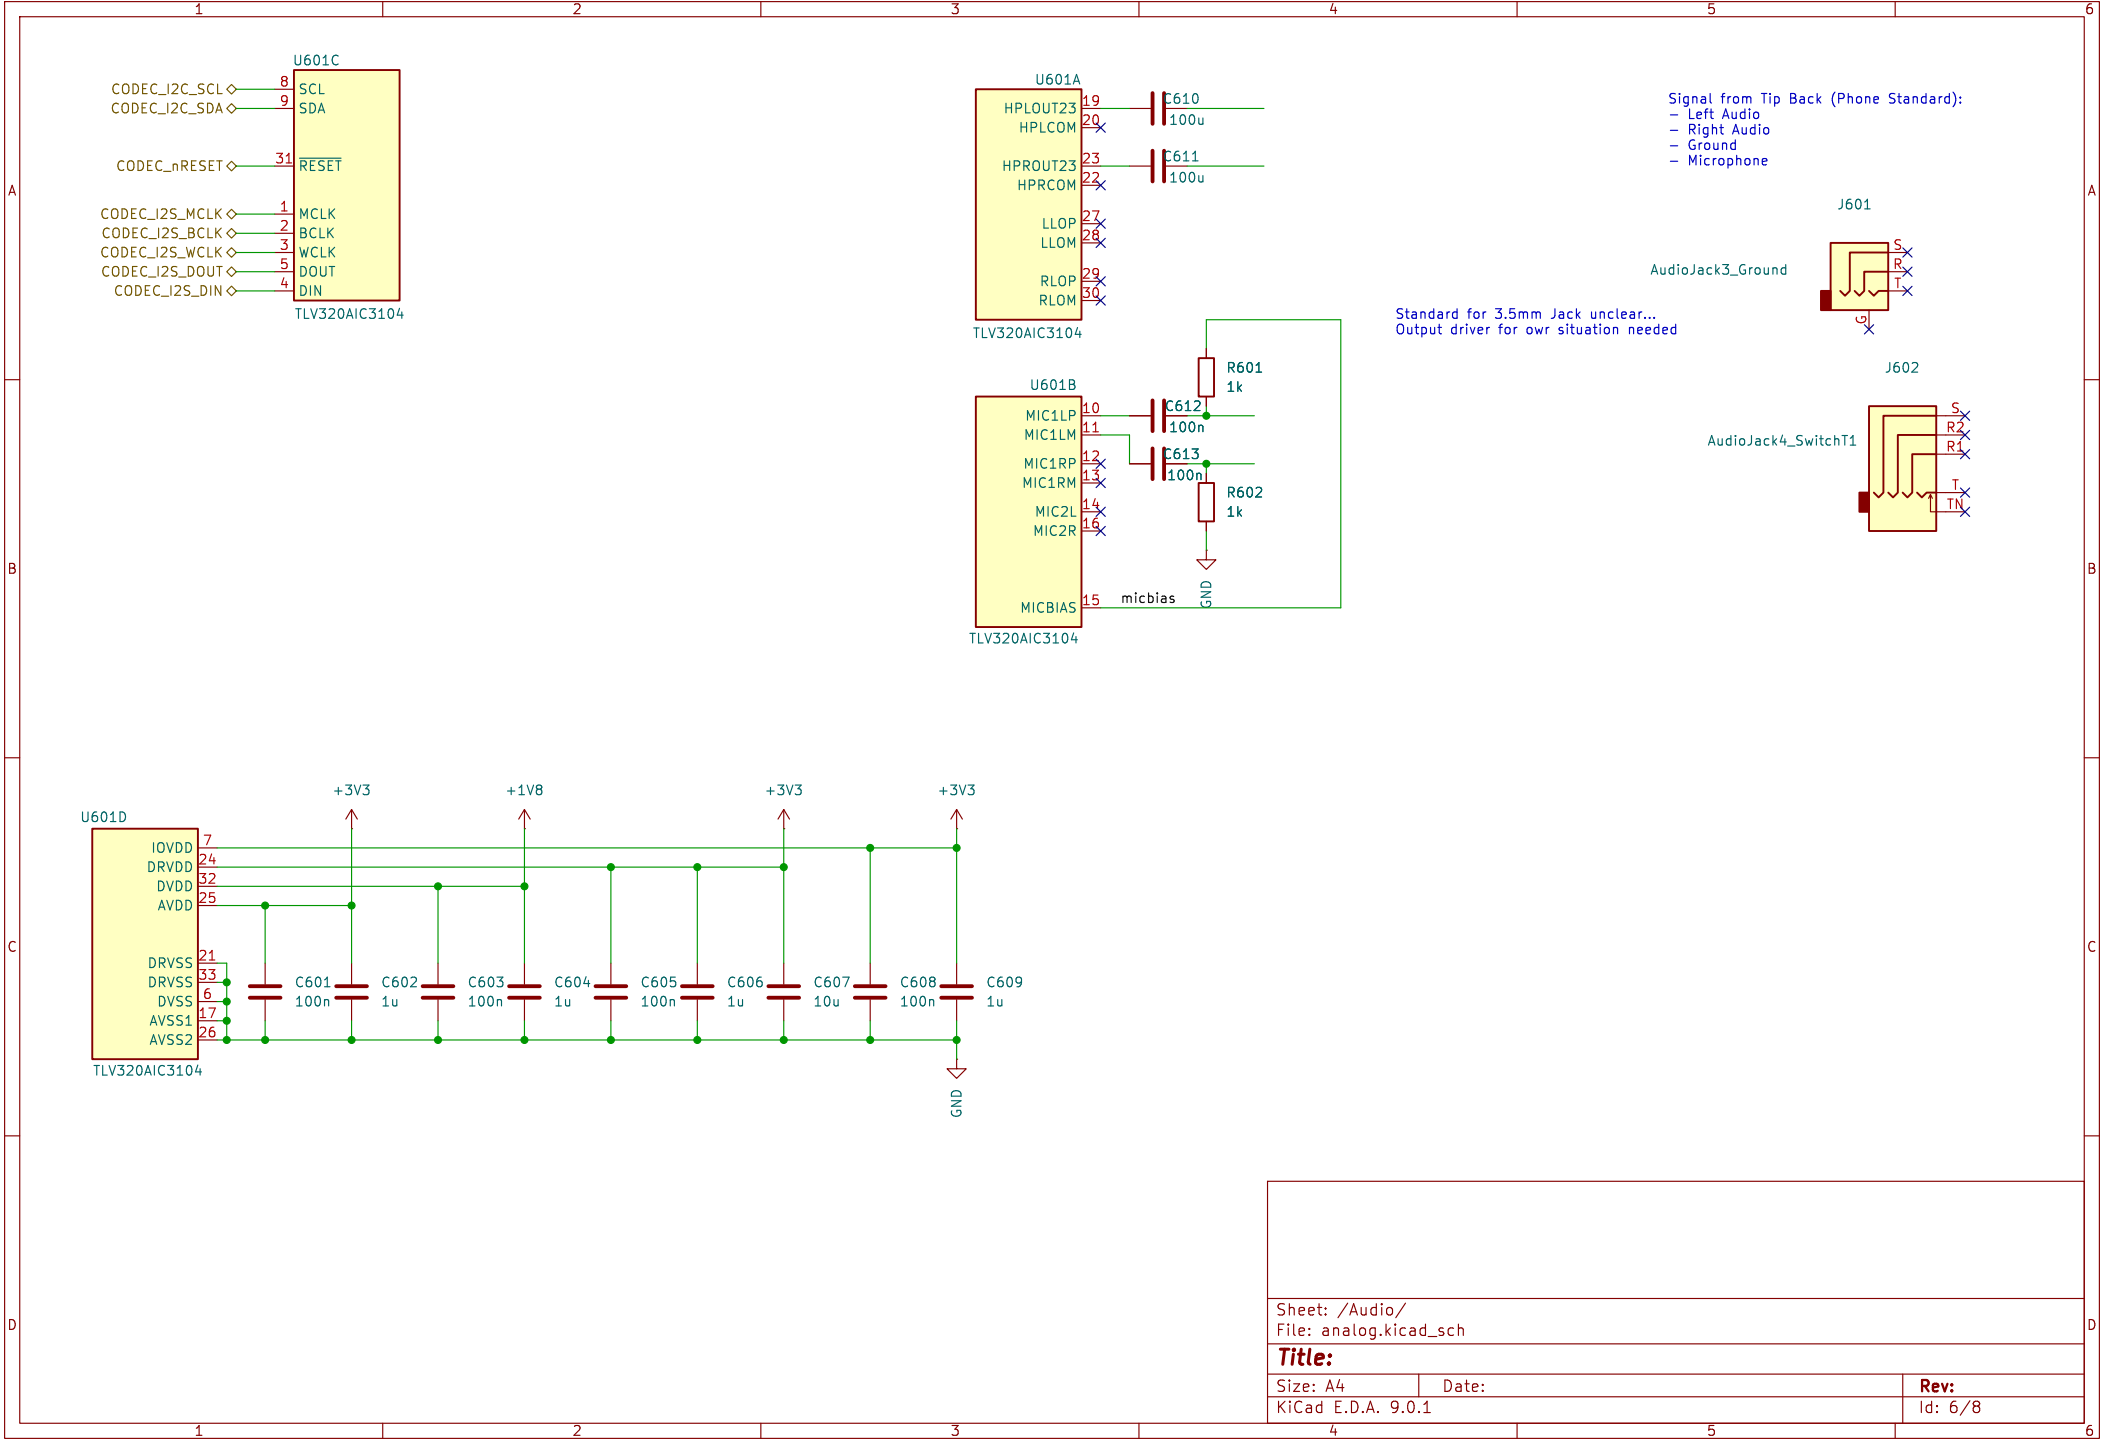 1 2 3 4 5 6
A
B
C
D
A
B
C
D
1 2 3 4 5 6
U601C
CODEC_I2C_SCL 8 SCL
CODEC_I2C_SDA 9 SDA
CODEC_nRESET 31 RESET
CODEC_I2S_MCLK 1 MCLK
CODEC_I2S_BCLK 2 BCLK
CODEC_I2S_WCLK 3 WCLK
CODEC_I2S_DOUT 5 DOUT
CODEC_I2S_DIN 4 DIN
TLV320AIC3104
U601A
HPLOUT23 19
HPLCOM 20
HPROUT23 23
HPRCOM 22
LLOP 27
LLOM 28
RLOP 29
RLOM 30
TLV320AIC3104
C610
100u
C611
100u
U601B
MIC1LP 10
MIC1LM 11
MIC1RP 12
MIC1RM 13
MIC2L 14
MIC2R 16
MICBIAS 15
TLV320AIC3104
micbias
R601
1k
C612
100n
C613
100n
R602
1k
GND
Signal from Tip Back (Phone Standard):
- Left Audio
- Right Audio
- Ground
- Microphone
Standard for 3.5mm Jack unclear...
Output driver for owr situation needed
J601
AudioJack3_Ground
S
R
T
G
J602
AudioJack4_SwitchT1
S
R2
R1
T
TN
+3V3
+1V8
+3V3
+3V3
U601D
IOVDD 7
DRVDD 24
DVDD 32
AVDD 25
DRVSS 21
DRVSS 33
DVSS 6
AVSS1 17
AVSS2 26
TLV320AIC3104
C601
100n
C602
1u
C603
100n
C604
1u
C605
100n
C606
1u
C607
10u
C608
100n
C609
1u
GND
Sheet: /Audio/
File: analog.kicad_sch
Title:
Size: A4 Date: Rev:
KiCad E.D.A. 9.0.1 Id: 6/8